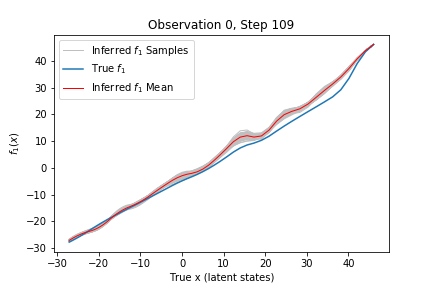 Observation 0, Step 109
Inferred f₁ Samples
True f₁
Inferred f₁ Mean
f₁(x)
40
30
20
10
0
−10
−20
−30
−30 −20 −10 0 10 20 30 40
True x (latent states)